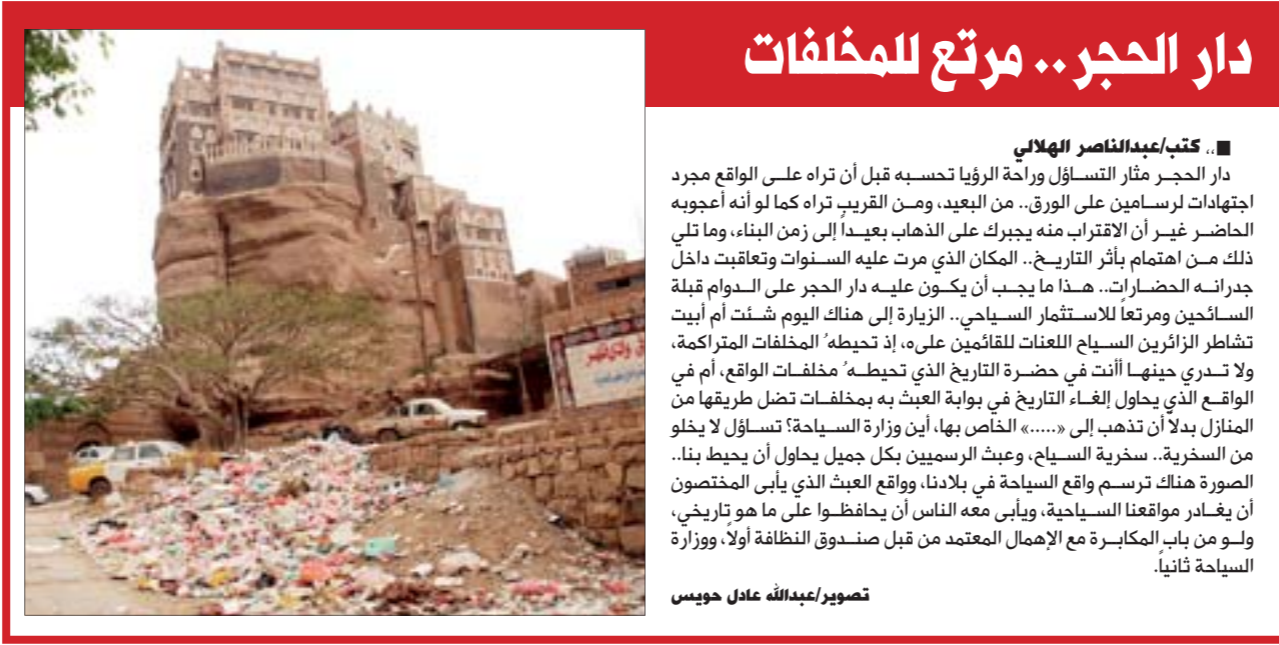 دار الحجر.. مرتع للمخلفات
■،، كتب/عبدالناصر الهلالي
دار الحجر مثار التساؤل وراحة الرؤيا تحسبه قبل أن تراه على الواقع مجرد
اجتهادات لرسامين على الورق.. من البعيد، ومن القريب تراه كما لو أنه أعجوبه
الحاضر غير أن الاقتراب منه يجبرك على الذهاب بعيداً إلى زمن البناء، وما تلي
ذلك من اهتمام بأثر التاريخ.. المكان الذي مرت عليه السنوات وتعاقبت داخل
جدرانه الحضارات.. هذا ما يجب أن يكون عليه دار الحجر على الدوام قبلة
السائحين ومرتعاً للاستثمار السياحي.. الزيارة إلى هناك اليوم شئت أم أبيت
تشاطر الزائرين السياح اللعنات للقائمين علىه، إذ تحيطهُ المخلفات المتراكمة،
ولا تدري حينها أأنت في حضرة التاريخ الذي تحيطهُ مخلفات الواقع، أم في
الواقع الذي يحاول إلغاء التاريخ في بوابة العبث به بمخلفات تضل طريقها من
المنازل بدلاً أن تذهب إلى «.....» الخاص بها، أين وزارة السياحة؟ تساؤل لا يخلو
من السخرية.. سخرية السياح، وعبث الرسميين بكل جميل يحاول أن يحيط بنا..
الصورة هناك ترسم واقع السياحة في بلادنا، وواقع العبث الذي يأبى المختصون
أن يغادر مواقعنا السياحية، ويأبى معه الناس أن يحافظوا على ما هو تاريخي،
ولو من باب المكابرة مع الإهمال المعتمد من قبل صندوق النظافة أولاً، ووزارة
السياحة ثانياً.
تصوير/عبدالله عادل حويس